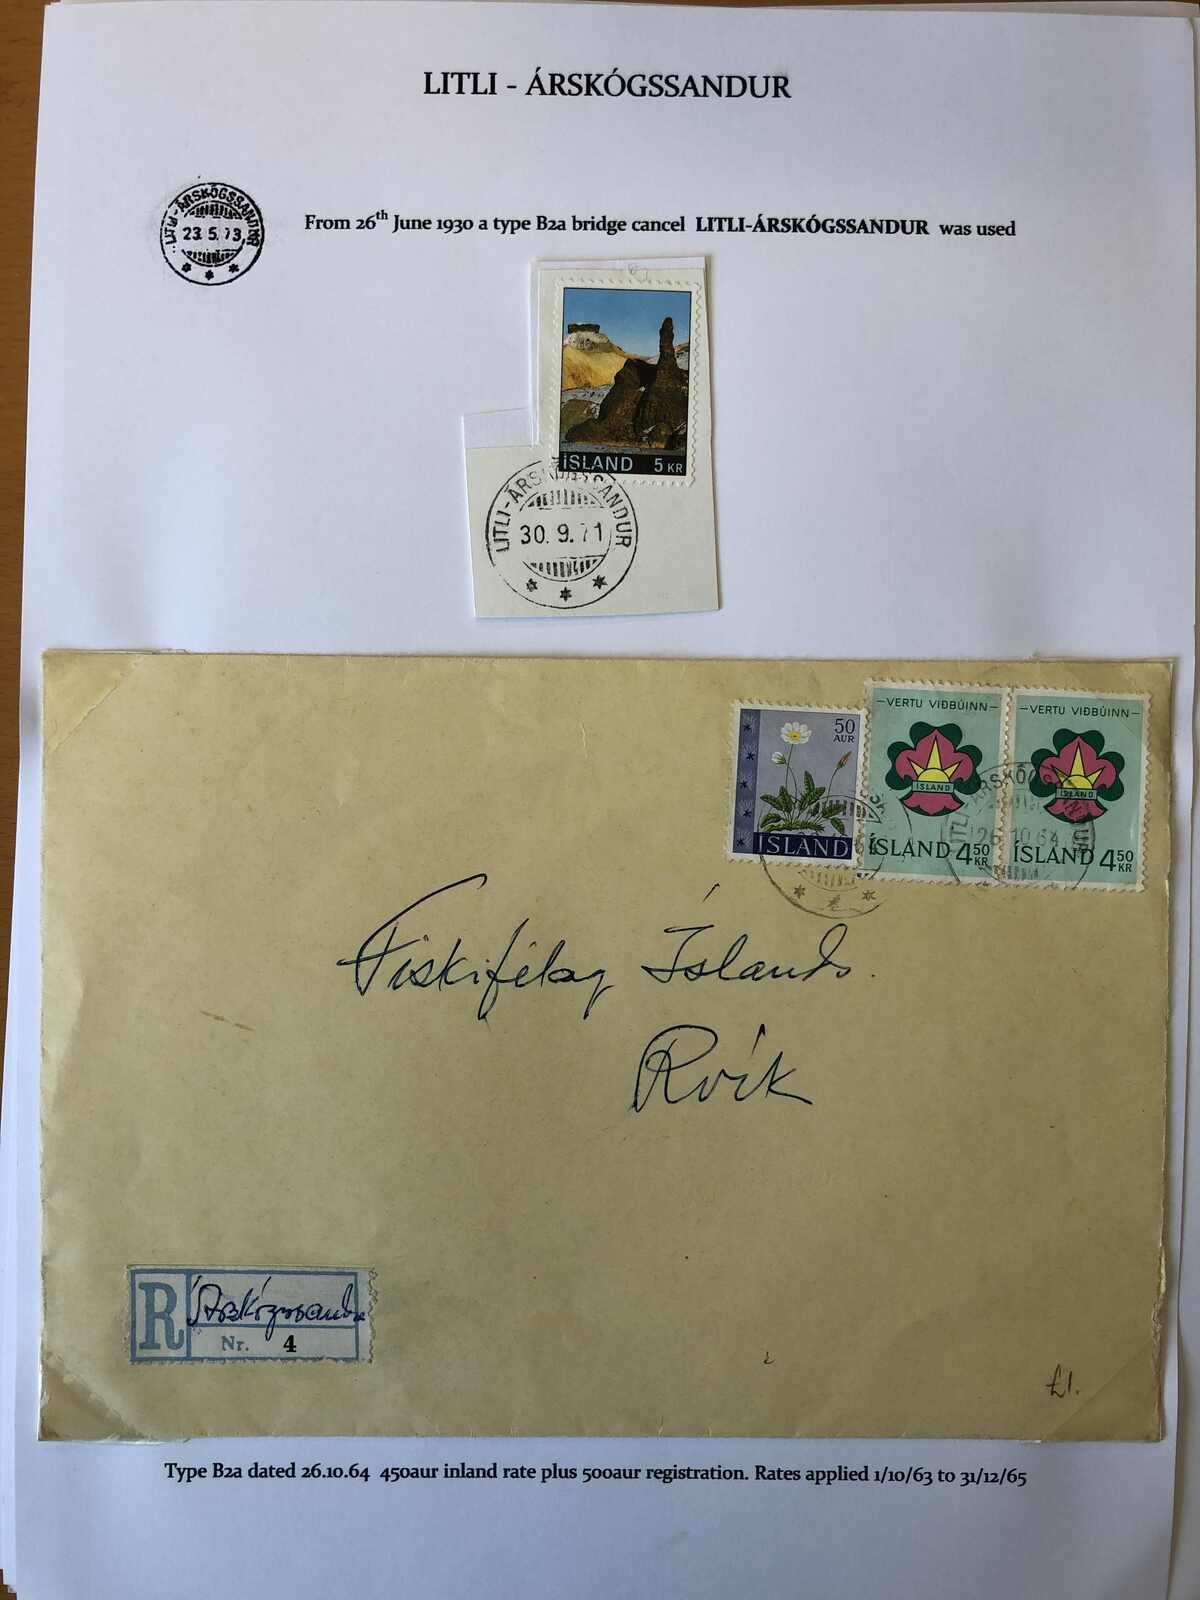 LITLI - ÁRSKÓGSSANDUR
LITLI-ÁRSKÓGSSANDUR
23.5.73
From 26th June 1930 a type B2a bridge cancel LITLI-ÁRSKÓGSSANDUR was used
ÍSLAND 5 KR
LITLI-ÁRSKÓGSSANDUR
30.9.71
50
AUR
ÍSLAND
-VERTU VIÐBÚINN-
ÍSLAND
ÍSLAND 4 50 KR
-VERTU VIÐBÚINN-
ÍSLAND
ÍSLAND 4 50 KR
26.10.64
Fiskifélag Íslands.
Rvík
R Árskógssandur
Nr. 4
£1.
Type B2a dated 26.10.64 450aur inland rate plus 500aur registration. Rates applied 1/10/63 to 31/12/65